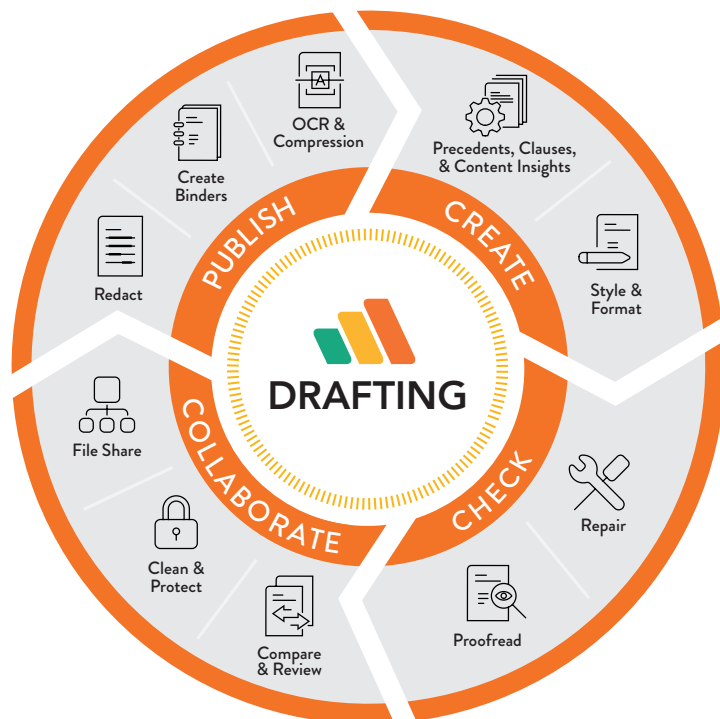 DRAFTING
CREATE
Precedents, Clauses,
& Content Insights
Style &
Format
CHECK
Repair
Proofread
COLLABORATE
Compare
& Review
Clean &
Protect
File Share
PUBLISH
Redact
Create
Binders
A
OCR &
Compression